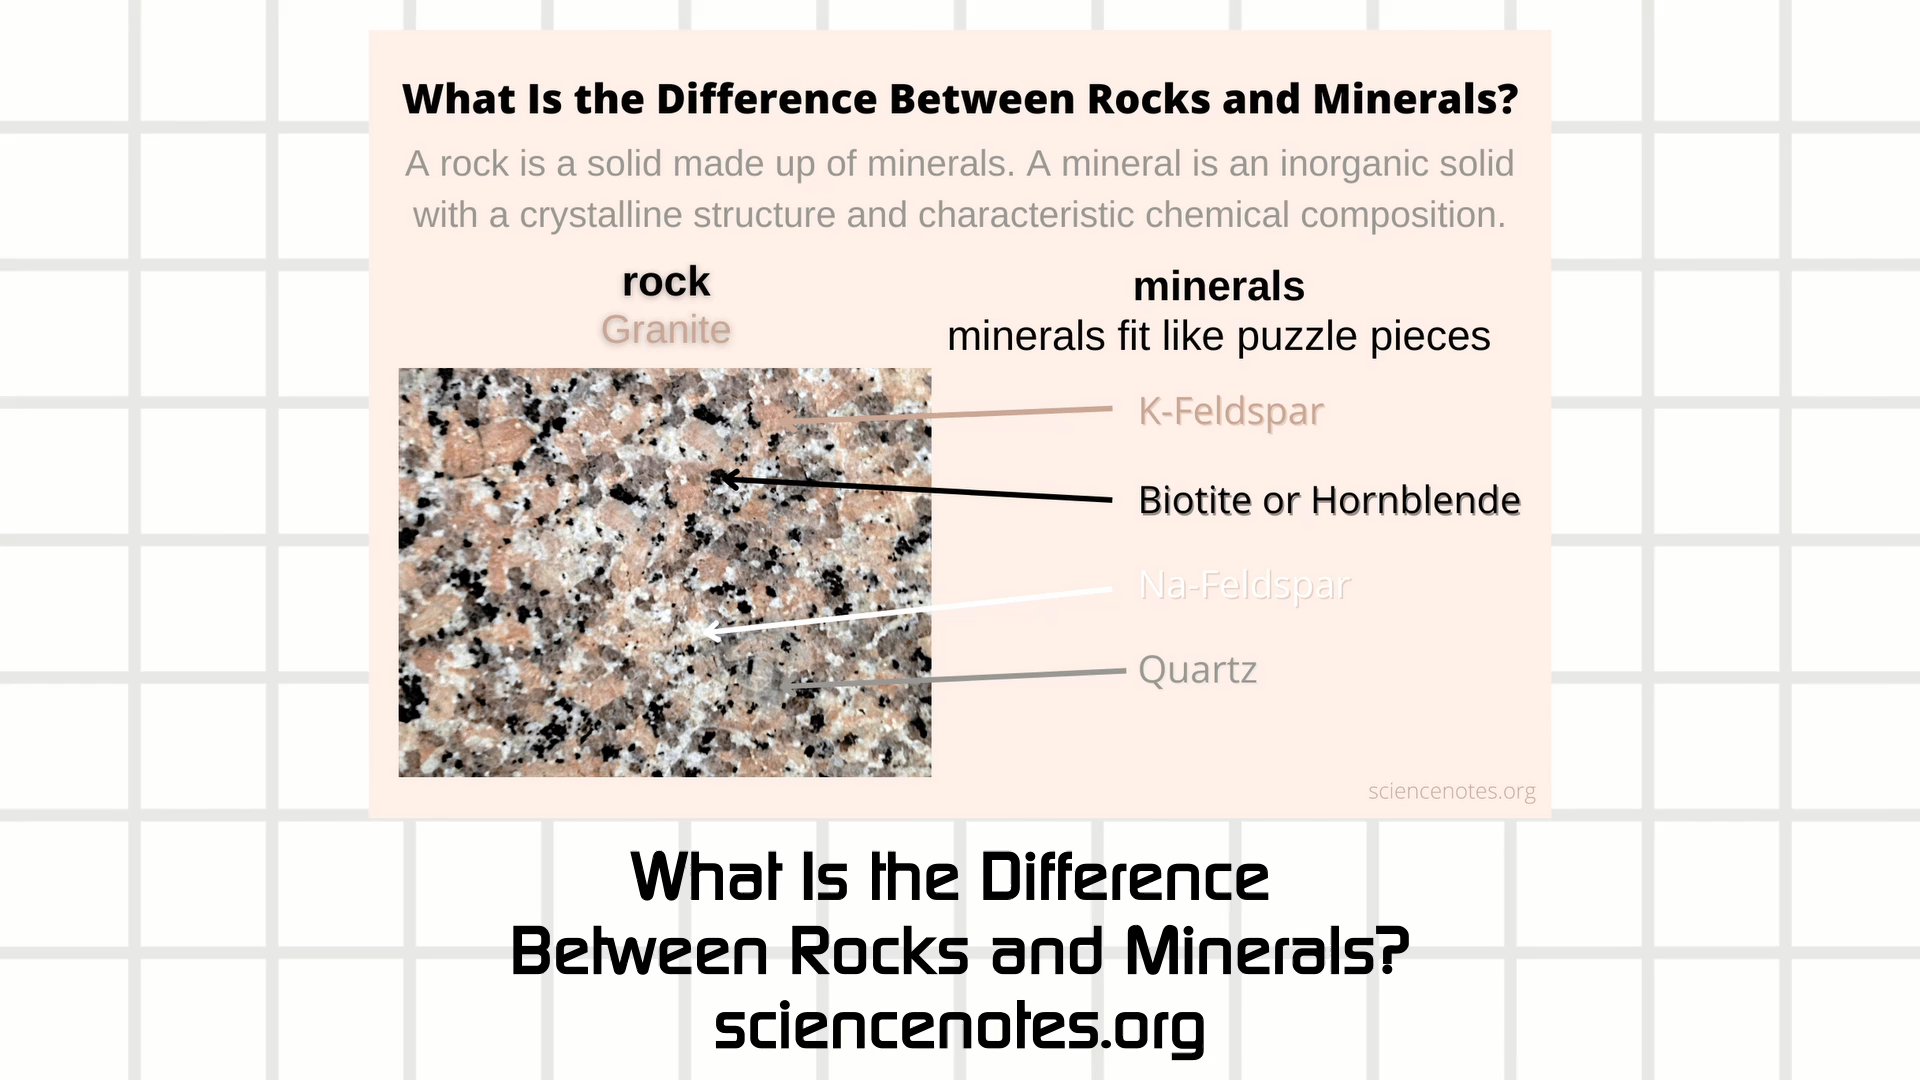 What Is the Difference Between Rocks and Minerals?
A rock is a solid made up of minerals. A mineral is an inorganic solid
with a crystalline structure and characteristic chemical composition.
rock
Granite
minerals
minerals fit like puzzle pieces
K-Feldspar
Biotite or Hornblende
Na-Feldspar
Quartz
sciencenotes.org
What Is the Difference
Between Rocks and Minerals?
sciencenotes.org